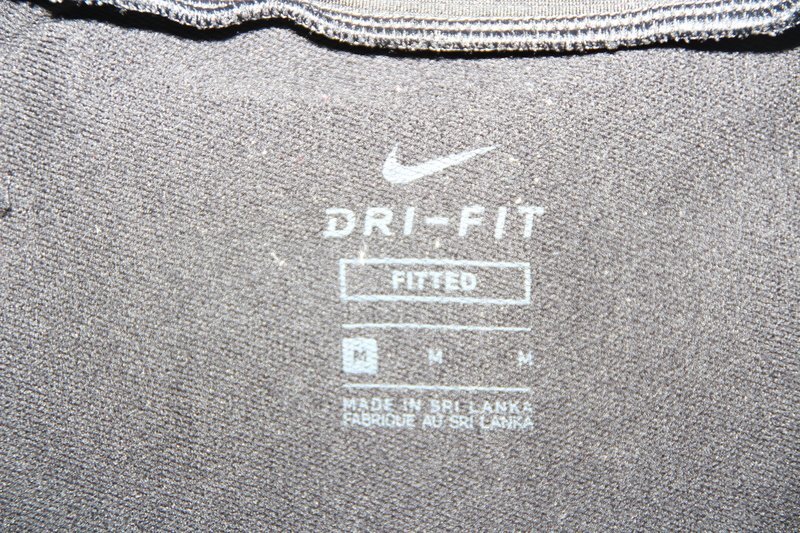 DRI-FIT
FITTED
M M M
MADE IN SRI LANKA
FABRIQUE AU SRI LANKA